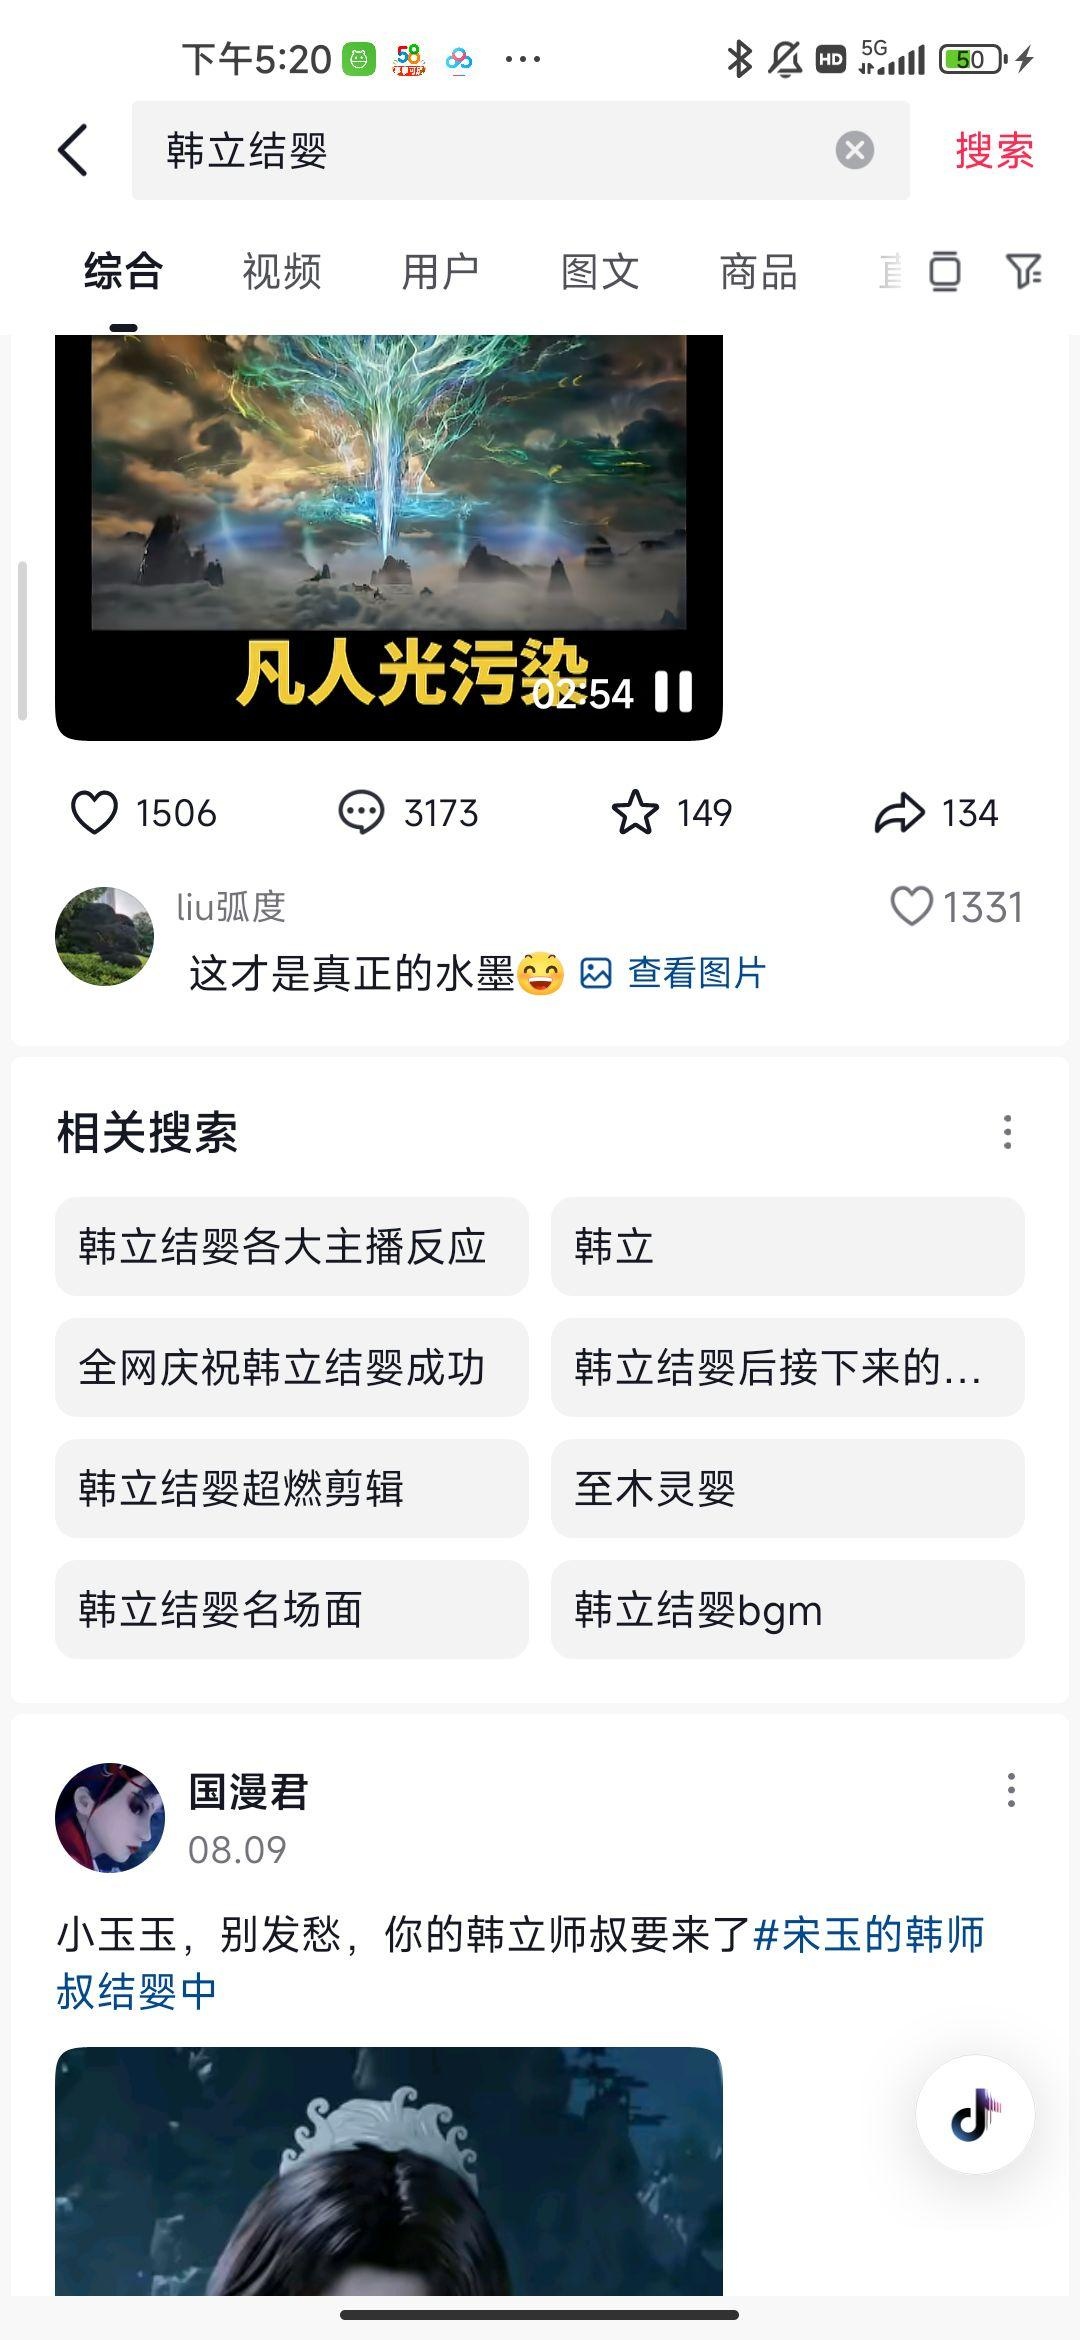 下午5:20
58
HD
5G
50
韩立结婴
搜索
综合
视频
用户
图文
商品
凡人光污染
02:54
1506
3173
149
134
liu弧度
1331
这才是真正的水墨😄 查看图片
相关搜索
韩立结婴各大主播反应
韩立
全网庆祝韩立结婴成功
韩立结婴后接下来的...
韩立结婴超燃剪辑
至木灵婴
韩立结婴名场面
韩立结婴bgm
国漫君
08.09
小玉玉，别发愁，你的韩立师叔要来了#宋玉的韩师
叔结婴中